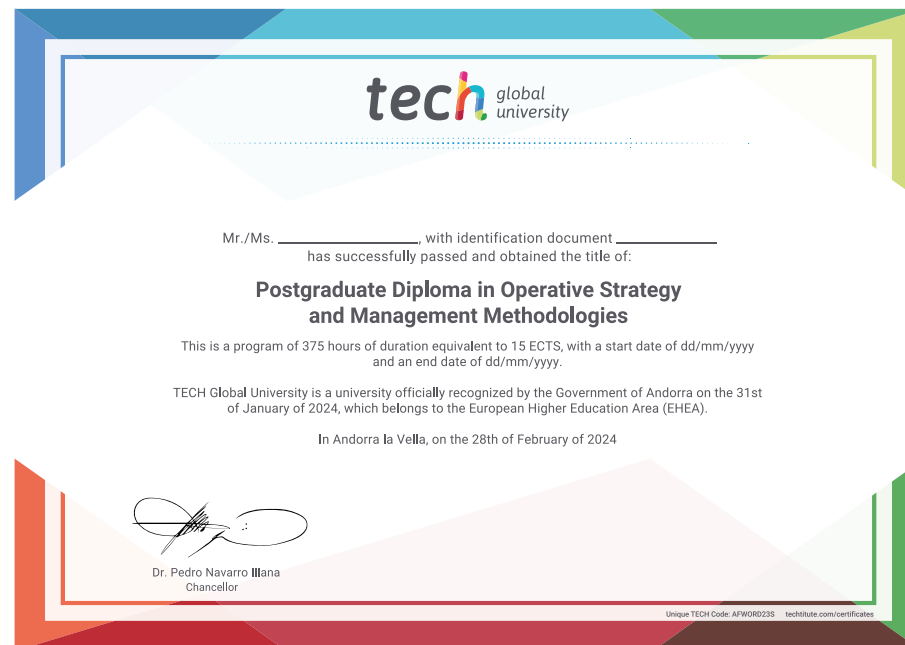 tech global university
Mr./Ms. ____________, with identification document ____________
has successfully passed and obtained the title of:
Postgraduate Diploma in Operative Strategy
and Management Methodologies
This is a program of 375 hours of duration equivalent to 15 ECTS, with a start date of dd/mm/yyyy
and an end date of dd/mm/yyyy.
TECH Global University is a university officially recognized by the Government of Andorra on the 31st
of January of 2024, which belongs to the European Higher Education Area (EHEA).
In Andorra la Vella, on the 28th of February of 2024
Dr. Pedro Navarro Illana
Chancellor
Unique TECH Code: AFWORD23S techtitute.com/certificates